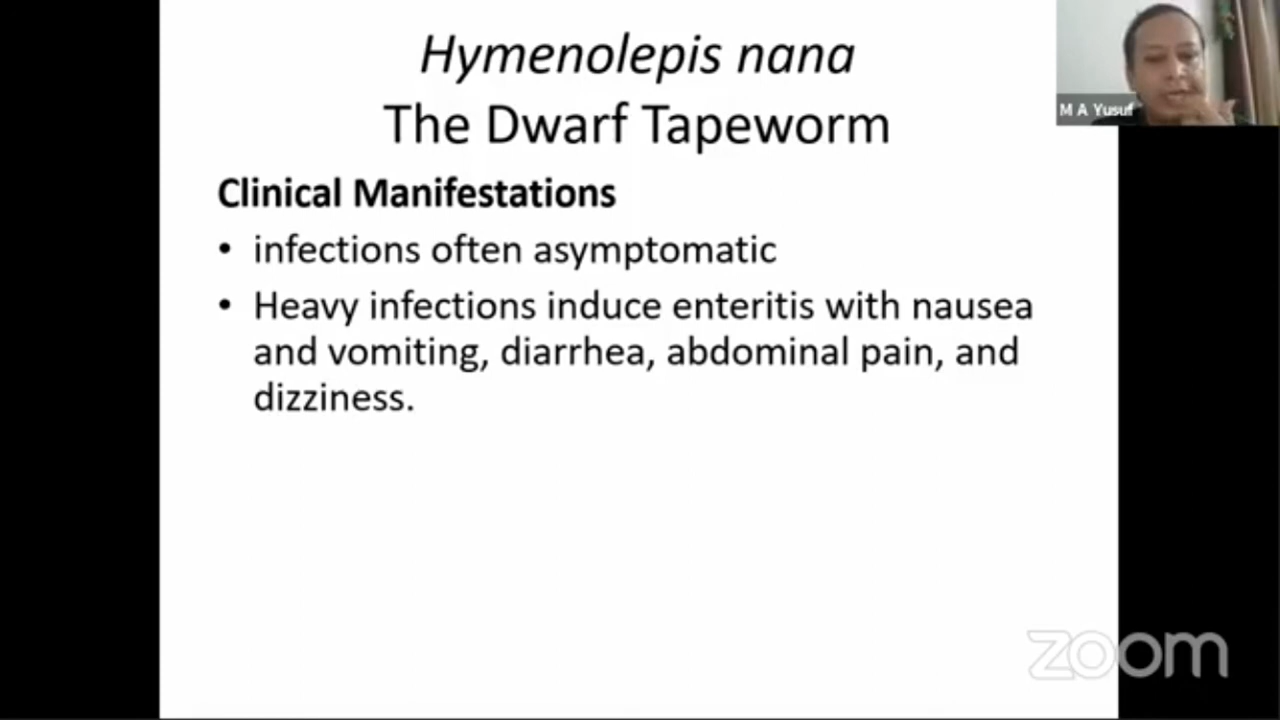 Hymenolepis nana
The Dwarf Tapeworm
M A Yusuf
Clinical Manifestations
• infections often asymptomatic
• Heavy infections induce enteritis with nausea
and vomiting, diarrhea, abdominal pain, and
dizziness.
zoom